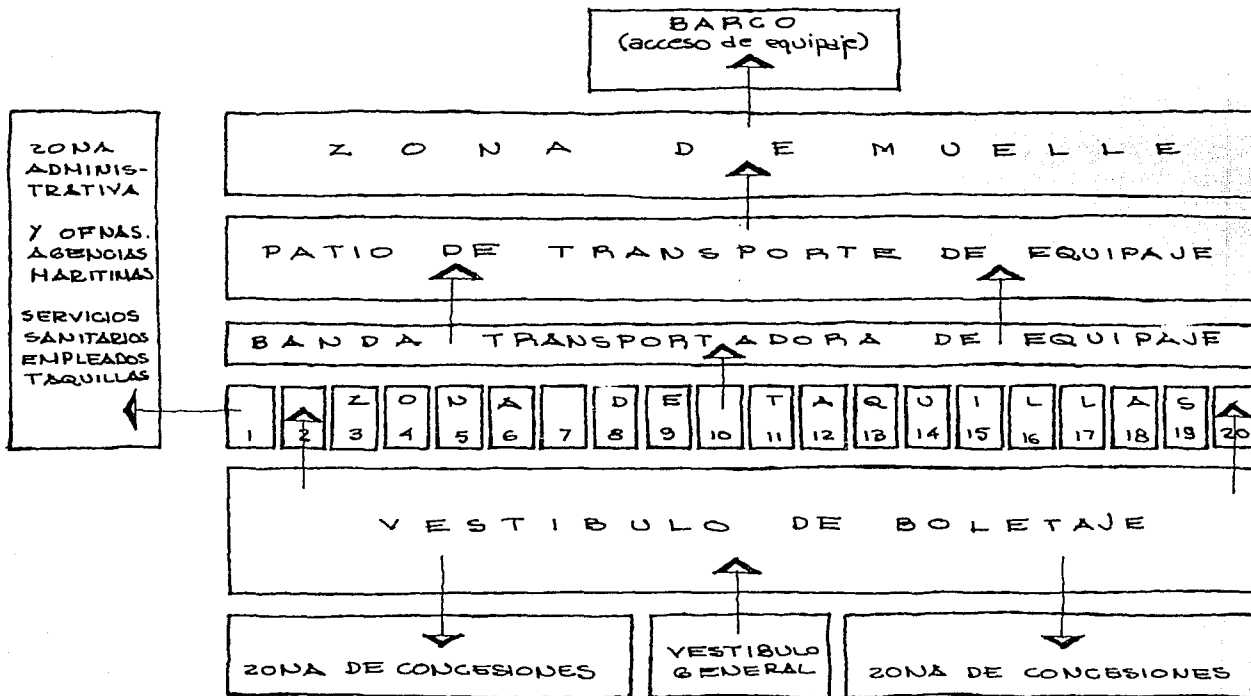 BARCO
(acceso de equipaje)
ZONA DE MUELLE
ZONA
ADMINIS-
TRATIVA
Y OFNAS.
AGENCIAS
MARITIMAS
SERVICIOS
SANITARIOS
EMPLEADOS
TAQUILLAS
PATIO DE TRANSPORTE DE EQUIPAJE
BANDA TRANSPORTADORA DE EQUIPAJE
ZONA DE TAQUILLAS
1 2 3 4 5 6 7 8 9 10 11 12 13 14 15 16 17 18 19 20
VESTIBULO DE BOLETAJE
ZONA DE CONCESIONES
VESTIBULO
GENERAL
ZONA DE CONCESIONES